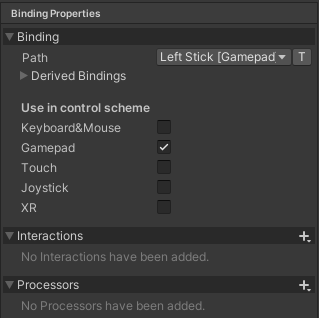 Binding Properties
Binding
Path Left Stick [Gamepad T
Derived Bindings
Use in control scheme
Keyboard&Mouse
Gamepad
Touch
Joystick
XR
Interactions
No Interactions have been added.
Processors
No Processors have been added.